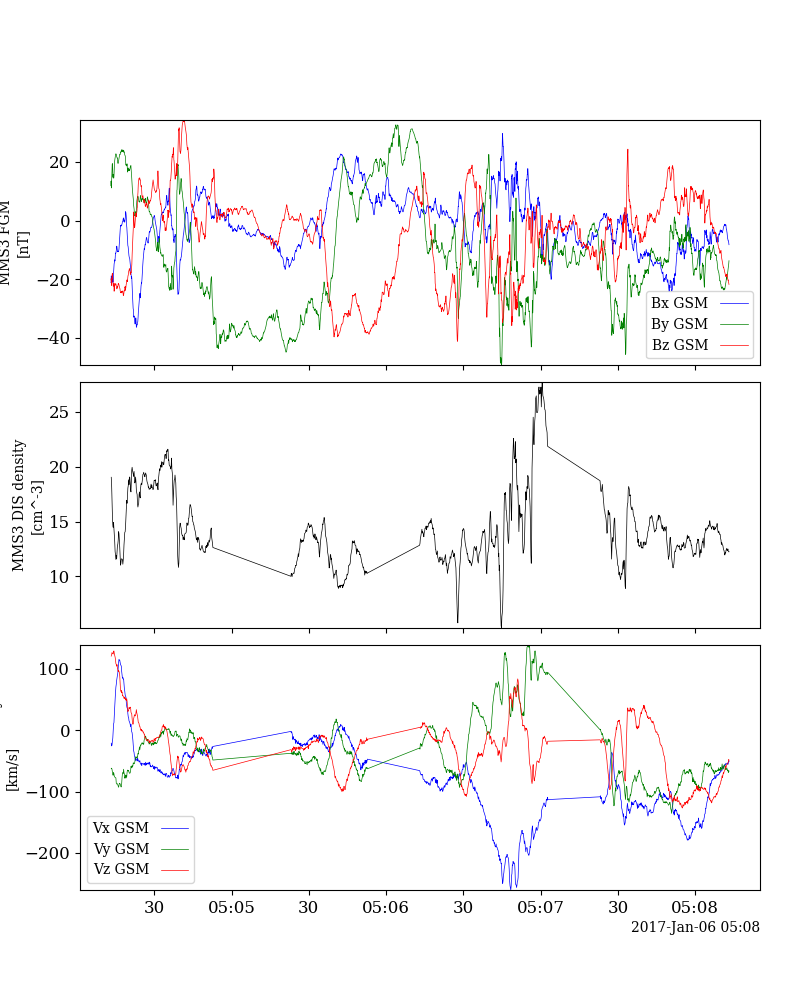 MMS3 FGM
[nT]
20
0
−20
−40
Bx GSM
By GSM
Bz GSM
MMS3 DIS density
[cm^-3]
25
20
15
10
[km/s]
100
0
−100
−200
Vx GSM
Vy GSM
Vz GSM
30
05:05
30
05:06
30
05:07
30
05:08
2017-Jan-06 05:08